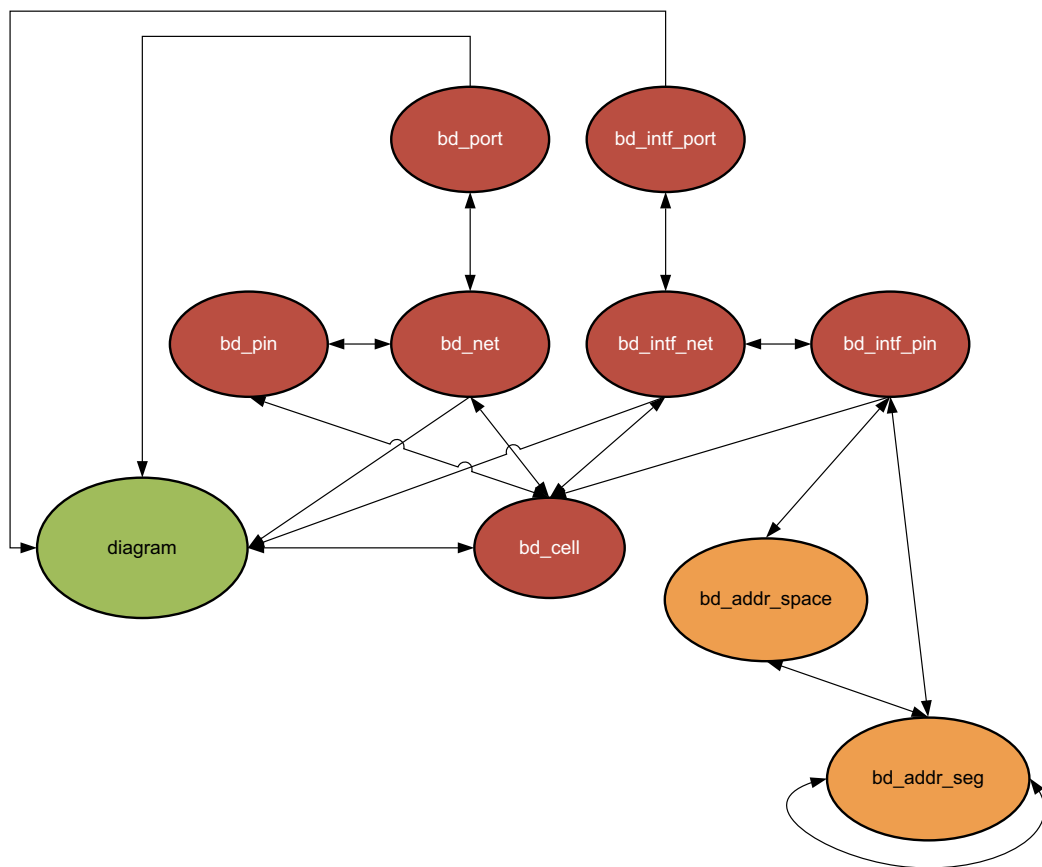 bd_port
bd_intf_port
bd_pin
bd_net
bd_intf_net
bd_intf_pin
diagram
bd_cell
bd_addr_space
bd_addr_seg